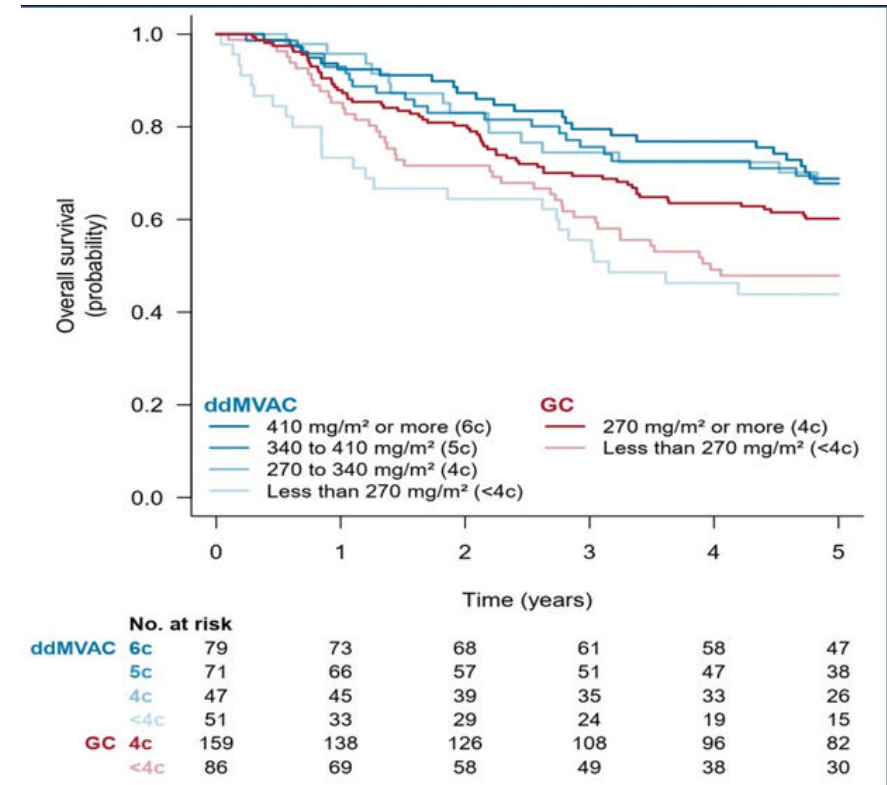 Overall survival
(probability)
1.0
0.8
0.6
0.4
0.2
0.0
ddMVAC
410 mg/m² or more (6c)
340 to 410 mg/m² (5c)
270 to 340 mg/m² (4c)
Less than 270 mg/m² (<4c)
GC
270 mg/m² or more (4c)
Less than 270 mg/m² (<4c)
0 1 2 3 4 5
Time (years)
No. at risk
ddMVAC 6c 79 73 68 61 58 47
5c 71 66 57 51 47 38
4c 47 45 39 35 33 26
<4c 51 33 29 24 19 15
GC 4c 159 138 126 108 96 82
<4c 86 69 58 49 38 30